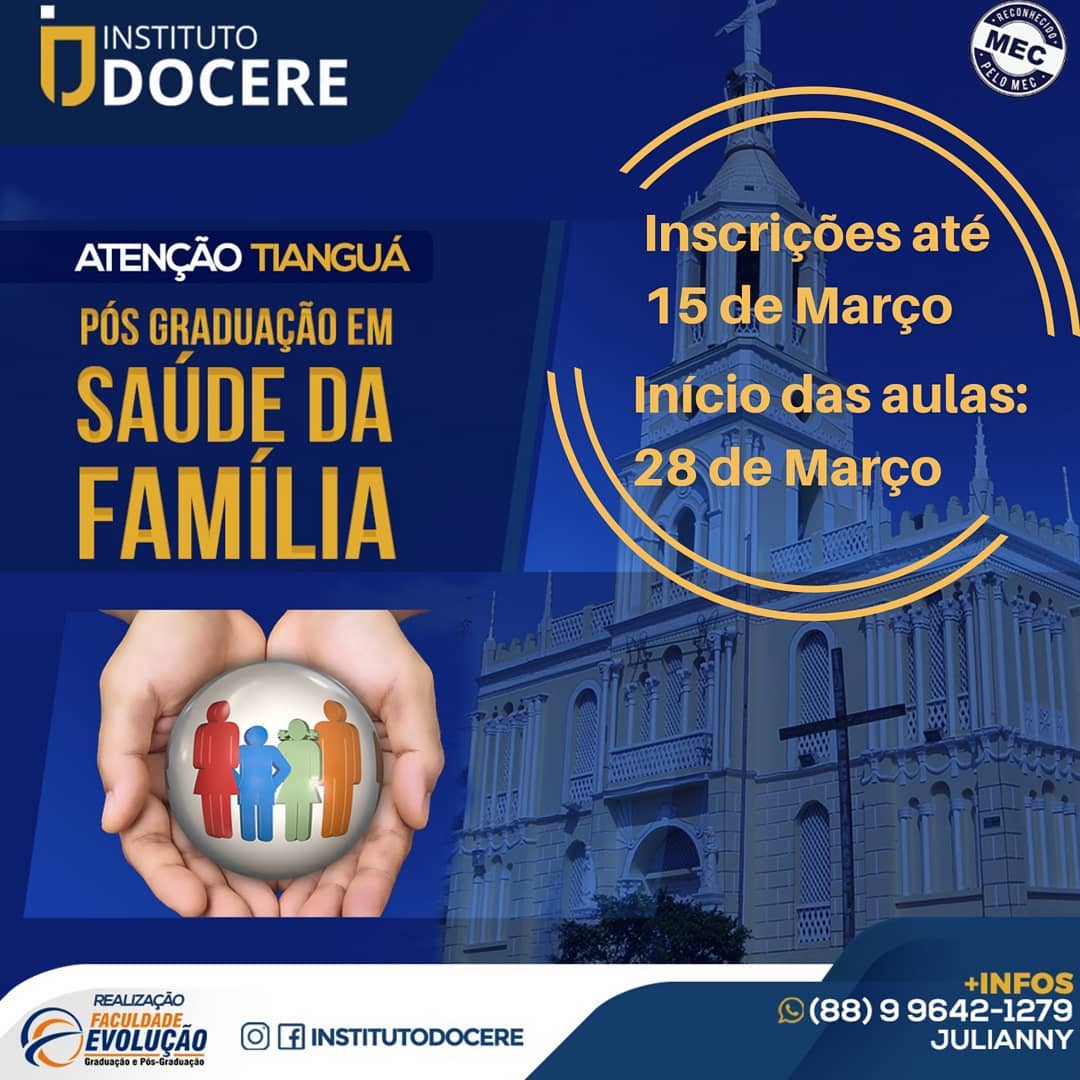 INSTITUTO
DOCERE
RECONHECIDO
MEC
PELO MEC
ATENÇÃO TIANGUÁ
PÓS GRADUAÇÃO EM
SAÚDE DA
FAMÍLIA
Inscrições até
15 de Março
Início das aulas:
28 de Março
REALIZAÇÃO
FACULDADE
EVOLUÇÃO
Graduação e Pós-Graduação
INSTITUTODOCERE
+INFOS
(88) 9 9642-1279
JULIANNY